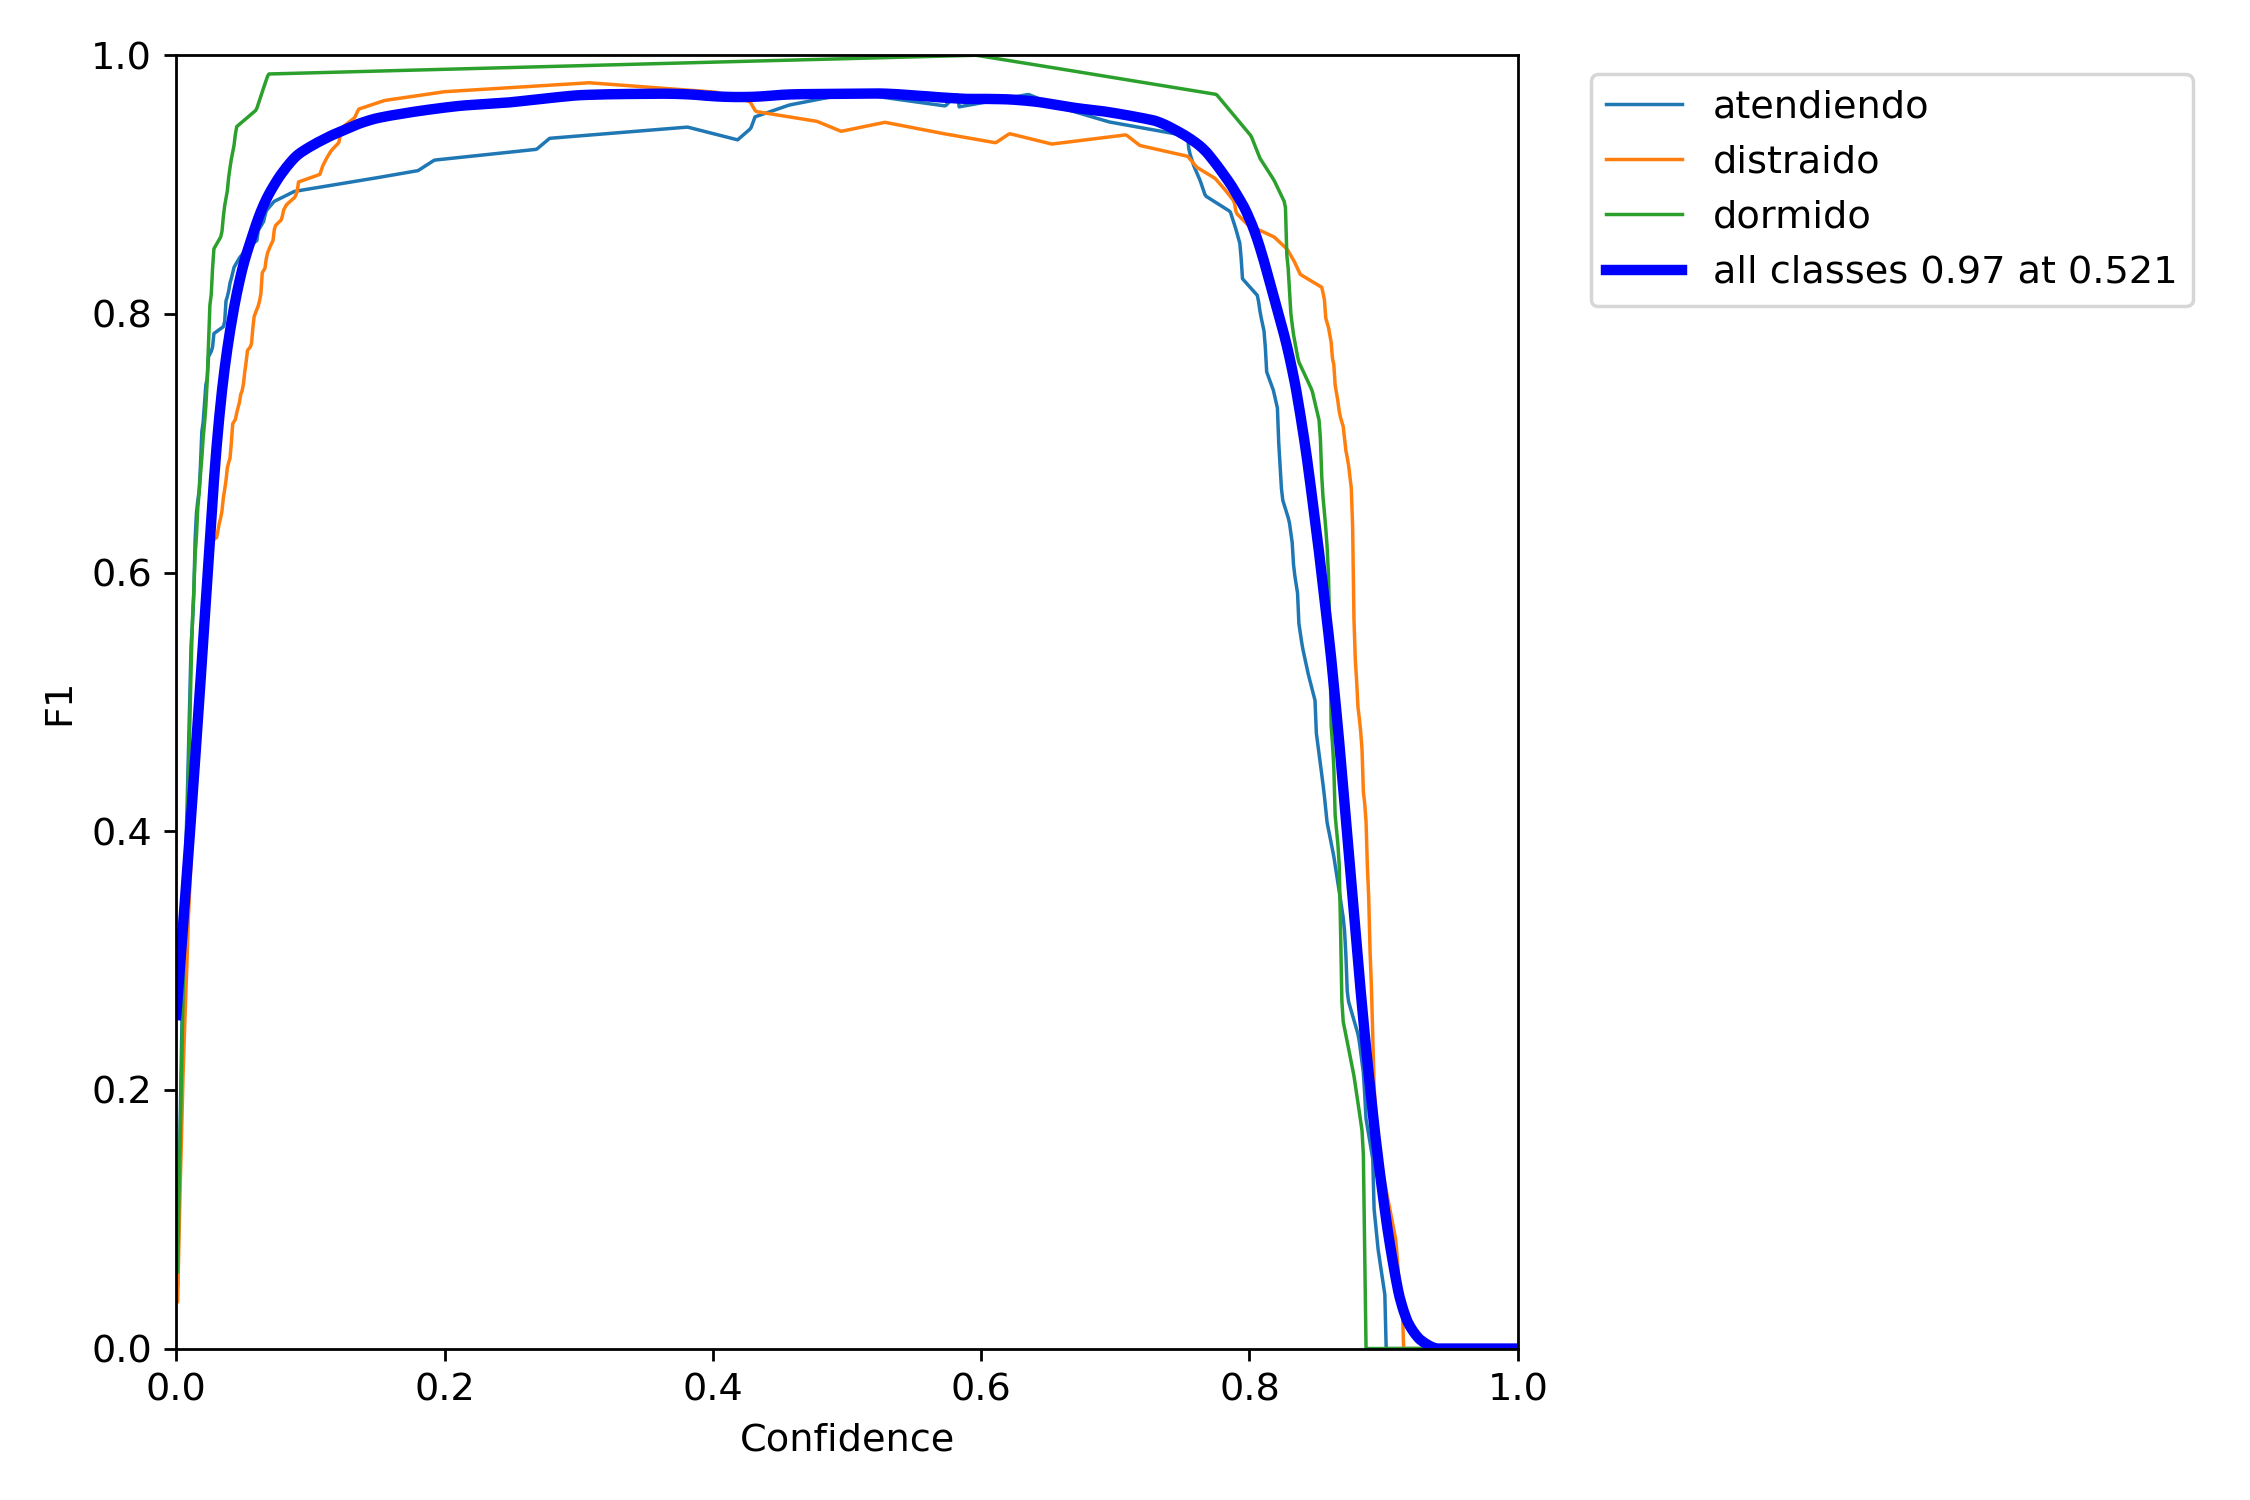 1.0
0.8
0.6
0.4
0.2
0.0
F1
0.0 0.2 0.4 0.6 0.8 1.0
Confidence
atendiendo
distraido
dormido
all classes 0.97 at 0.521